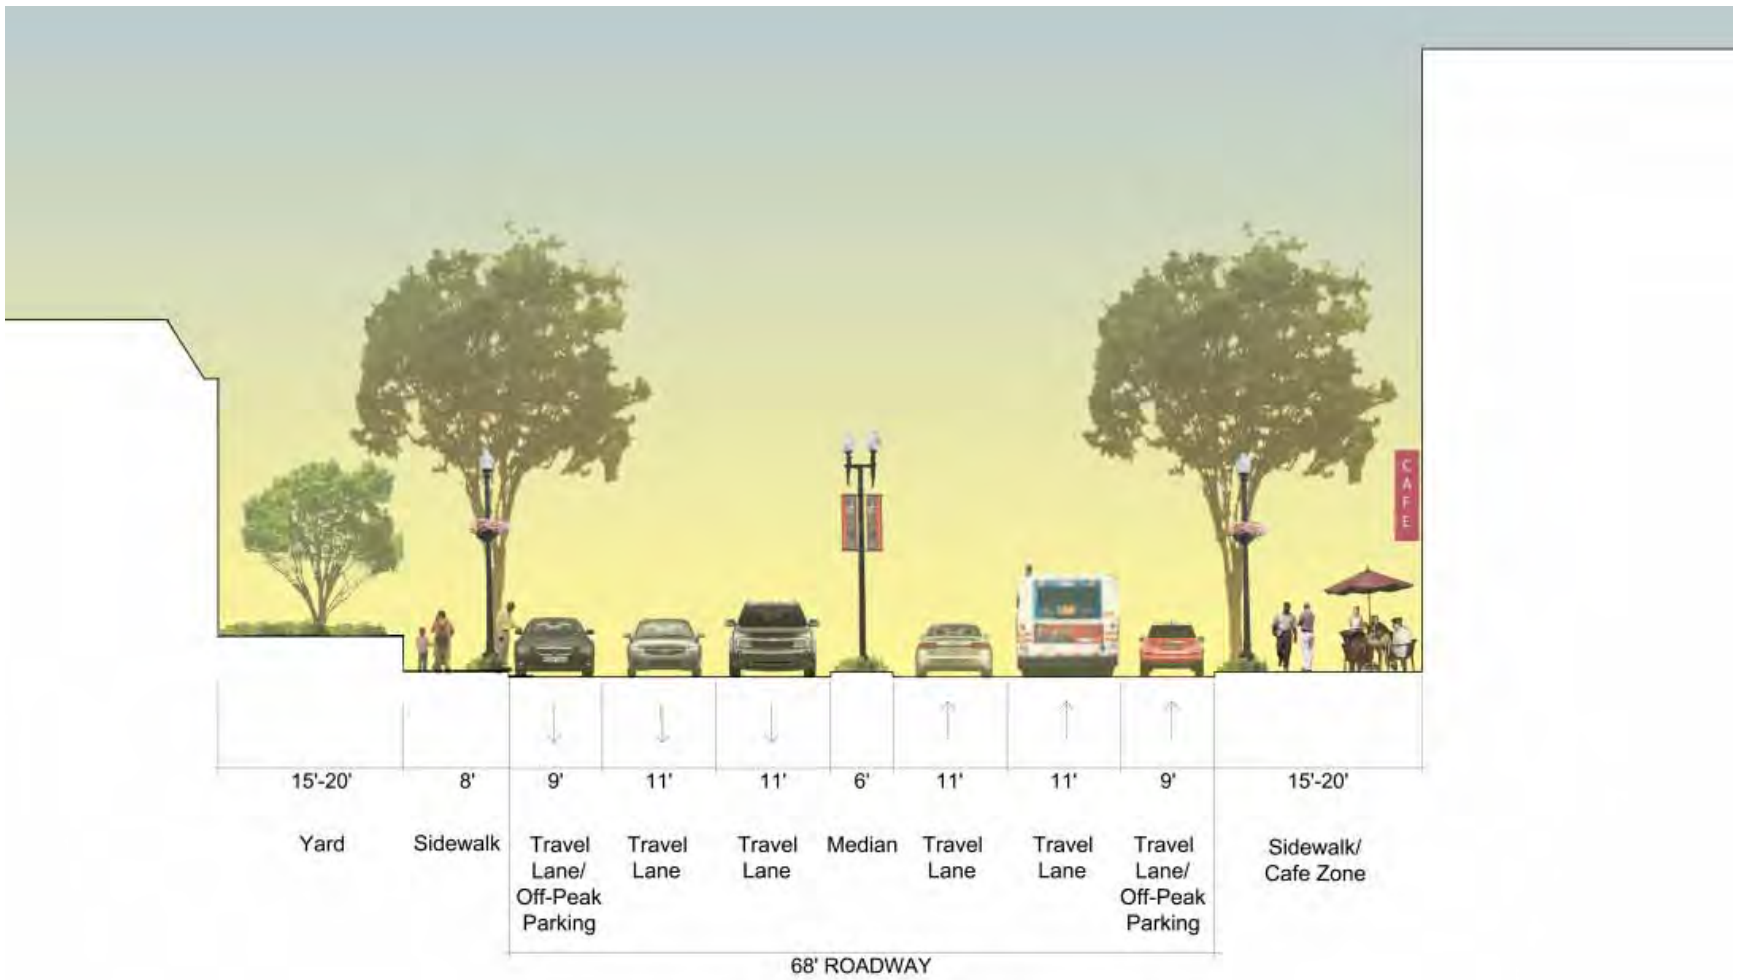 CAFE
15'-20'
8'
9'
11'
11'
6'
11'
11'
9'
15'-20'
Yard
Sidewalk
Travel
Lane/
Off-Peak
Parking
Travel
Lane
Travel
Lane
Median
Travel
Lane
Travel
Lane
Travel
Lane/
Off-Peak
Parking
Sidewalk/
Cafe Zone
68' ROADWAY